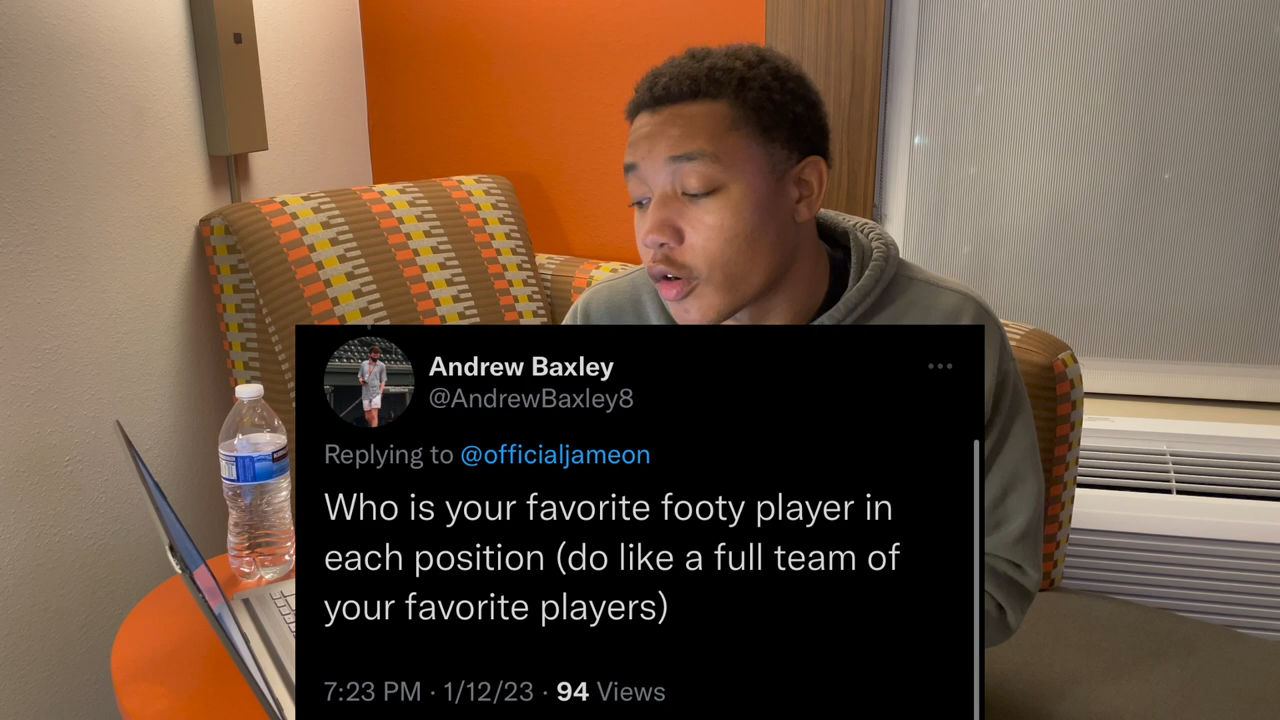 Andrew Baxley
@AndrewBaxley8
Replying to @officialjameon
Who is your favorite footy player in
each position (do like a full team of
your favorite players)
7:23 PM · 1/12/23 · 94 Views